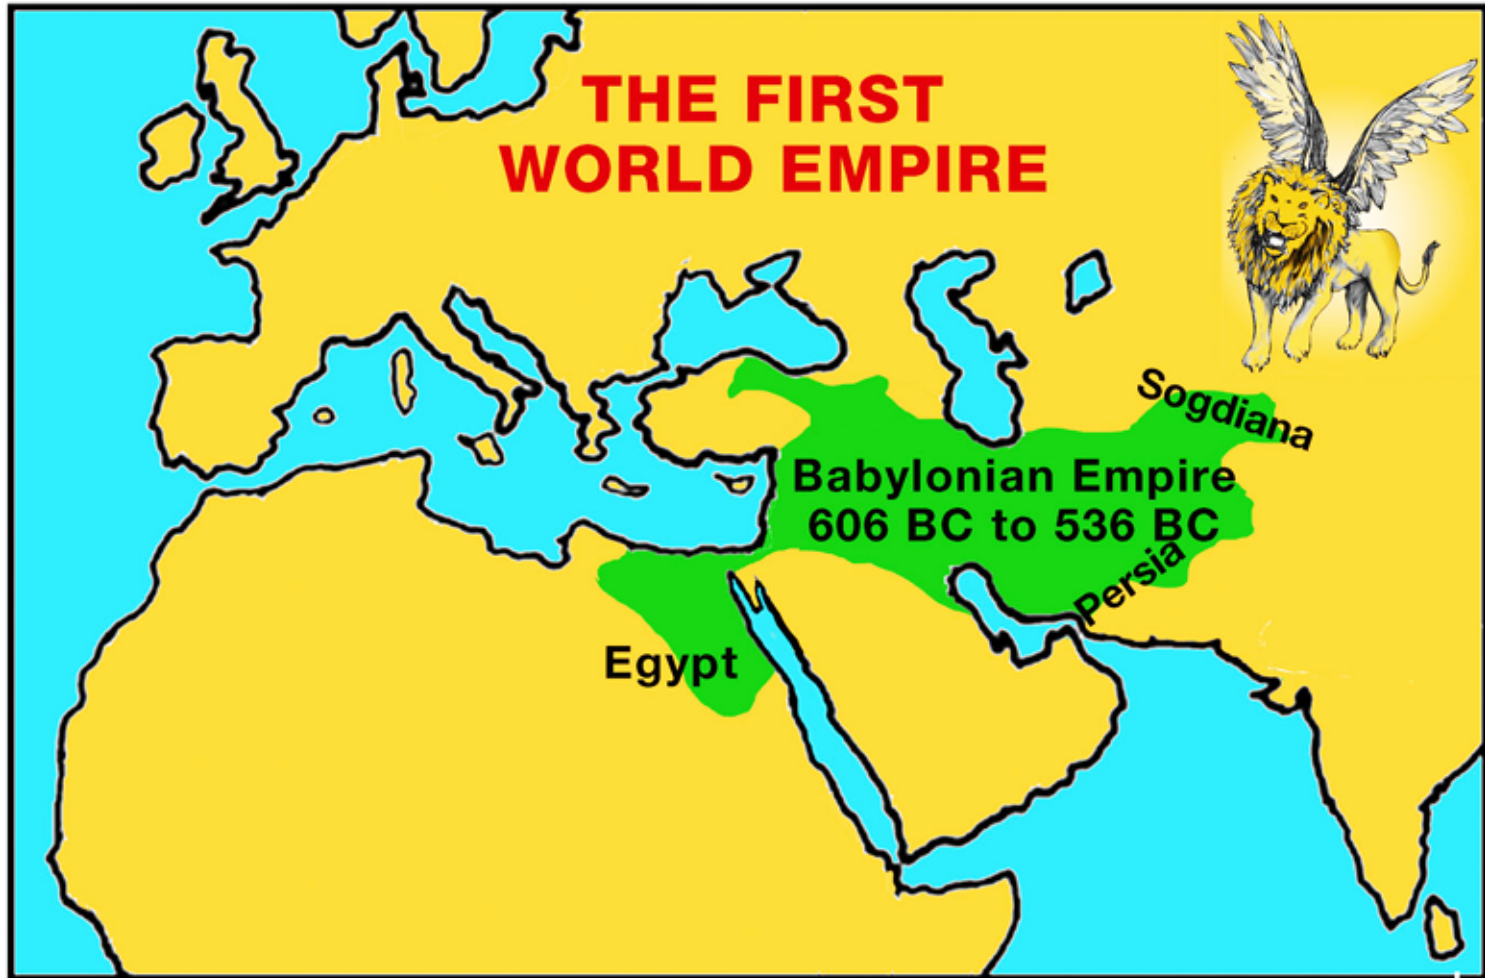 THE FIRST
WORLD EMPIRE
Sogdiana
Babylonian Empire
606 BC to 536 BC
Persia
Egypt